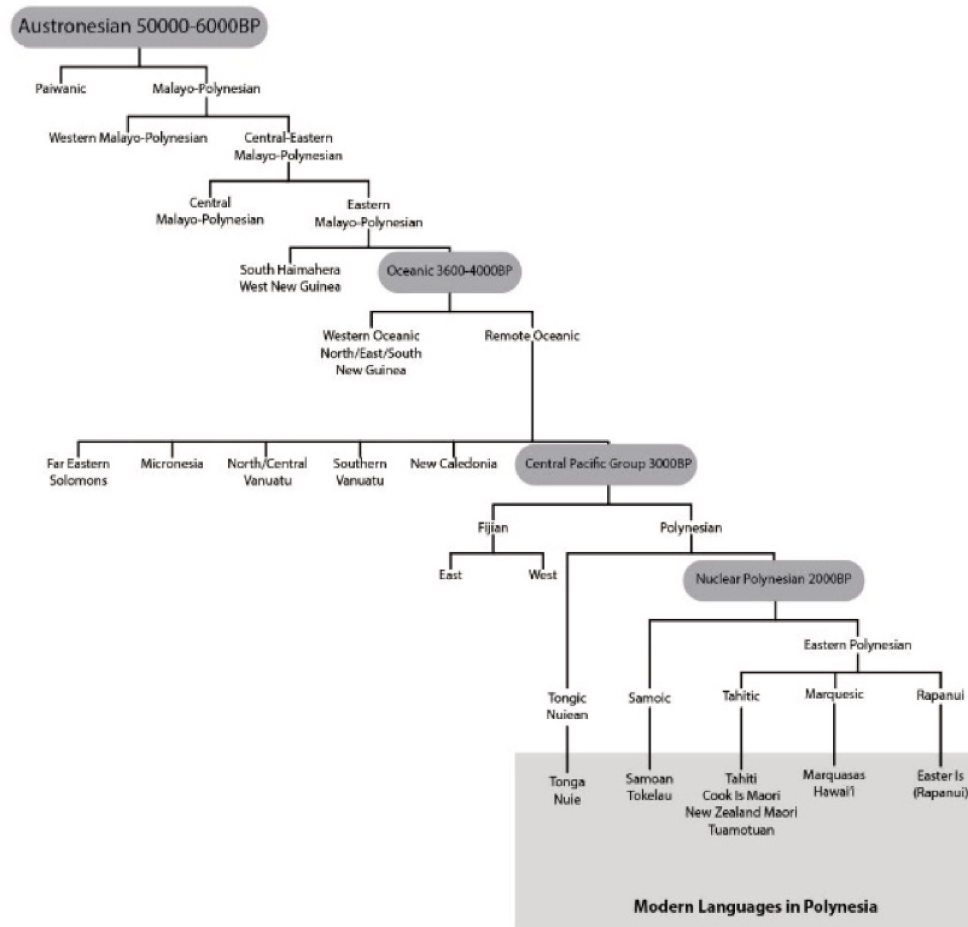 Austronesian 50000-6000BP
Paiwanic
Malayo-Polynesian
Western Malayo-Polynesian
Central-Eastern
Malayo-Polynesian
Central
Malayo-Polynesian
Eastern
Malayo-Polynesian
South Haimahera
West New Guinea
Oceanic 3600-4000BP
Western Oceanic
North/East/South
New Guinea
Remote Oceanic
Far Eastern
Solomons
Micronesia
North/Central
Vanuatu
Southern
Vanuatu
New Caledonia
Central Pacific Group 3000BP
Fijian
Polynesian
East
West
Nuclear Polynesian 2000BP
Eastern Polynesian
Tongic
Nuiean
Samoic
Tahitic
Marquesic
Rapanui
Tonga
Nuie
Samoan
Tokelau
Tahiti
Cook Is Maori
New Zealand Maori
Tuamotuan
Marquasas
Hawai'i
Easter Is
(Rapanui)
Modern Languages in Polynesia